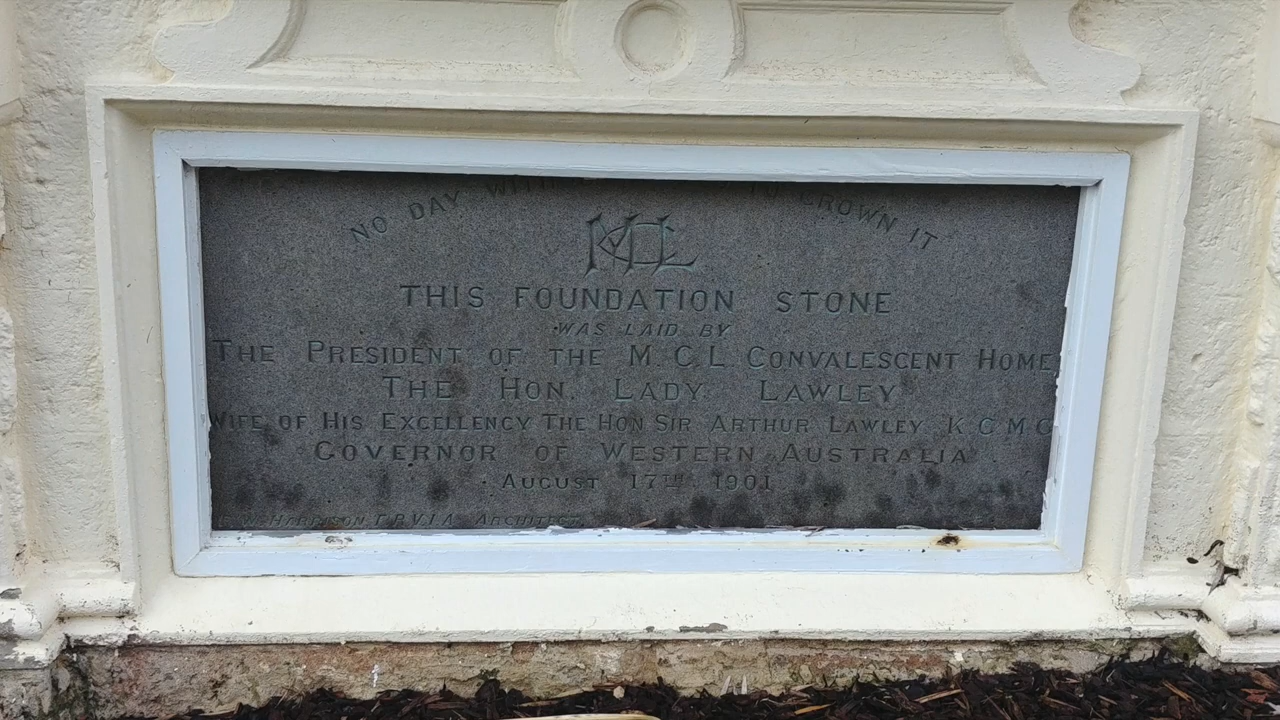 NO DAY CROWN IT
MCL
THIS FOUNDATION STONE
WAS LAID BY
THE PRESIDENT OF THE M.C.L CONVALESCENT HOME
THE HON. LADY LAWLEY
WIFE OF HIS EXCELLENCY THE HON SIR ARTHUR LAWLEY K C M G
GOVERNOR OF WESTERN AUSTRALIA
AUGUST 17TH 1901
HARRISON, F.R.V.I.A. ARCHITECT